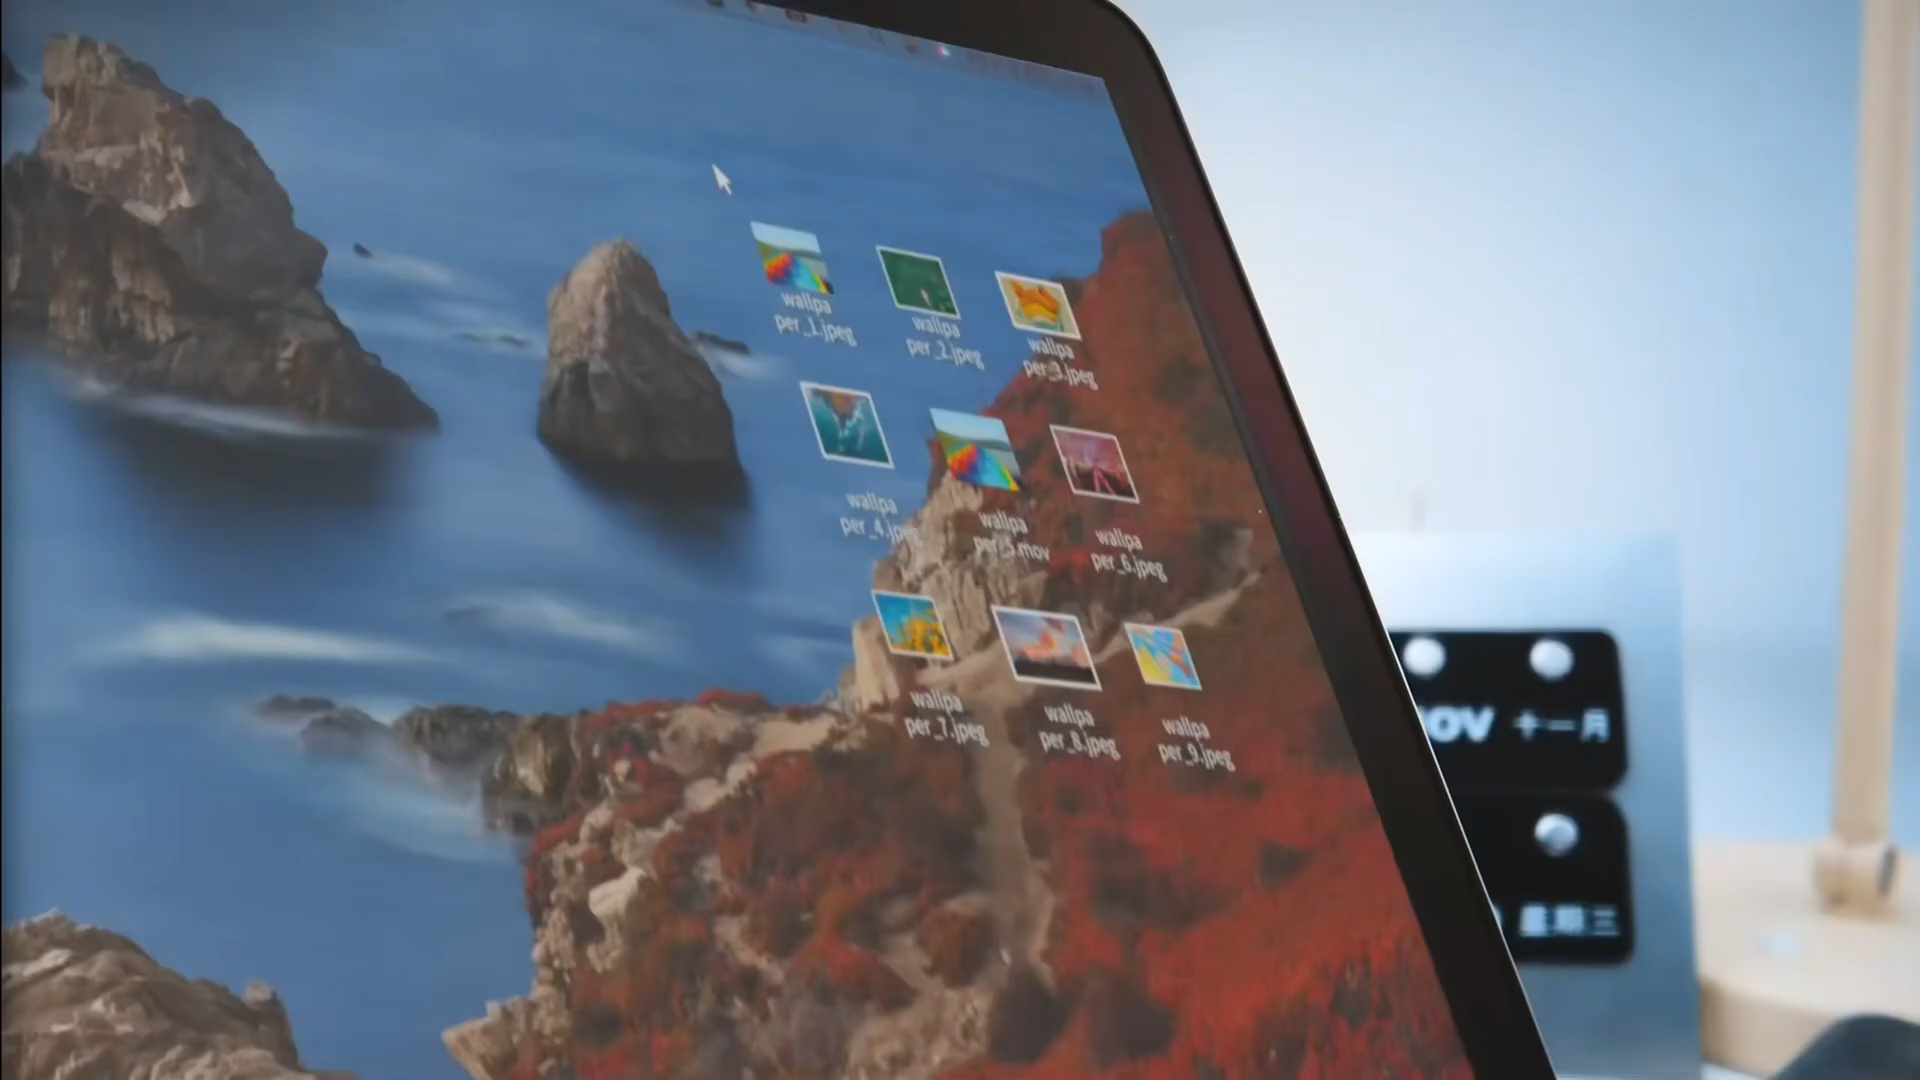 wallpa
per_1.jpeg
wallpa
per_2.jpeg
wallpa
per_3.jpeg
wallpa
per_4.jpeg
wallpa
per_5.mov
wallpa
per_6.jpeg
wallpa
per_7.jpeg
wallpa
per_8.jpeg
wallpa
per_9.jpeg
NOV 十一月
星期三